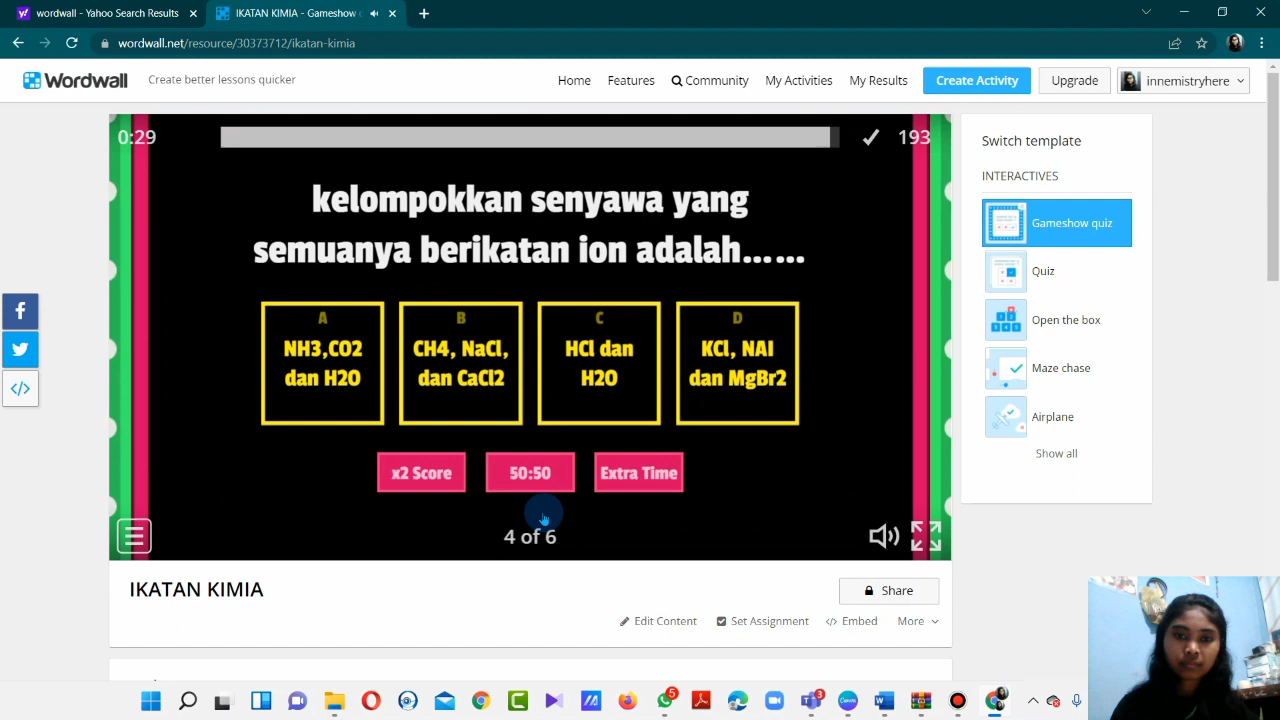 wordwall - Yahoo Search Results
IKATAN KIMIA - Gameshow
wordwall.net/resource/30373712/ikatan-kimia
Wordwall
Create better lessons quicker
Home
Features
Community
My Activities
My Results
Create Activity
Upgrade
innemistryhere
0:29
193
kelompokkan senyawa yang
semuanya berikatan ion adalah......
A
NH3,CO2
dan H2O
B
CH4, NaCl,
dan CaCl2
C
HCl dan
H2O
D
KCl, NAI
dan MgBr2
x2 Score
50:50
Extra Time
4 of 6
Switch template
INTERACTIVES
Gameshow quiz
Quiz
Open the box
Maze chase
Airplane
Show all
IKATAN KIMIA
Share
Edit Content
Set Assignment
Embed
More
5
3